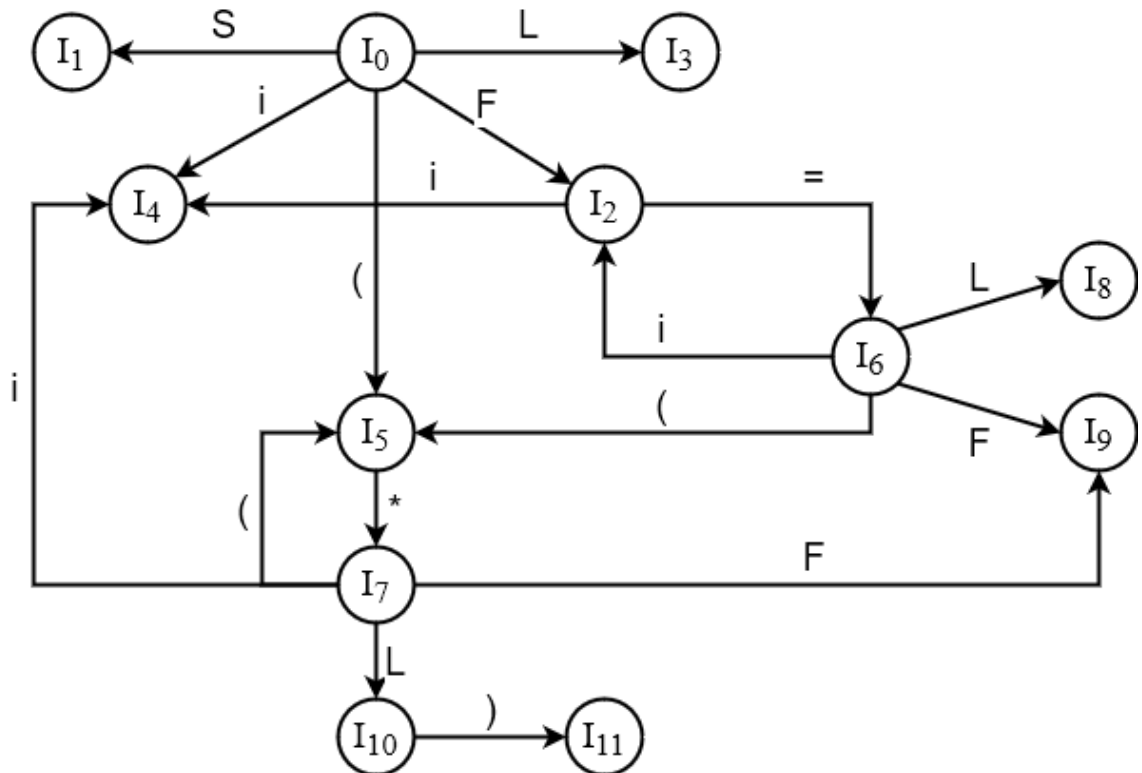 I₁ S I₀ L I₃
i F
I₄ i I₂ =
( L I₈
i I₆
i ( I₅ F I₉
( *
I₇ F
L
I₁₀ ) I₁₁